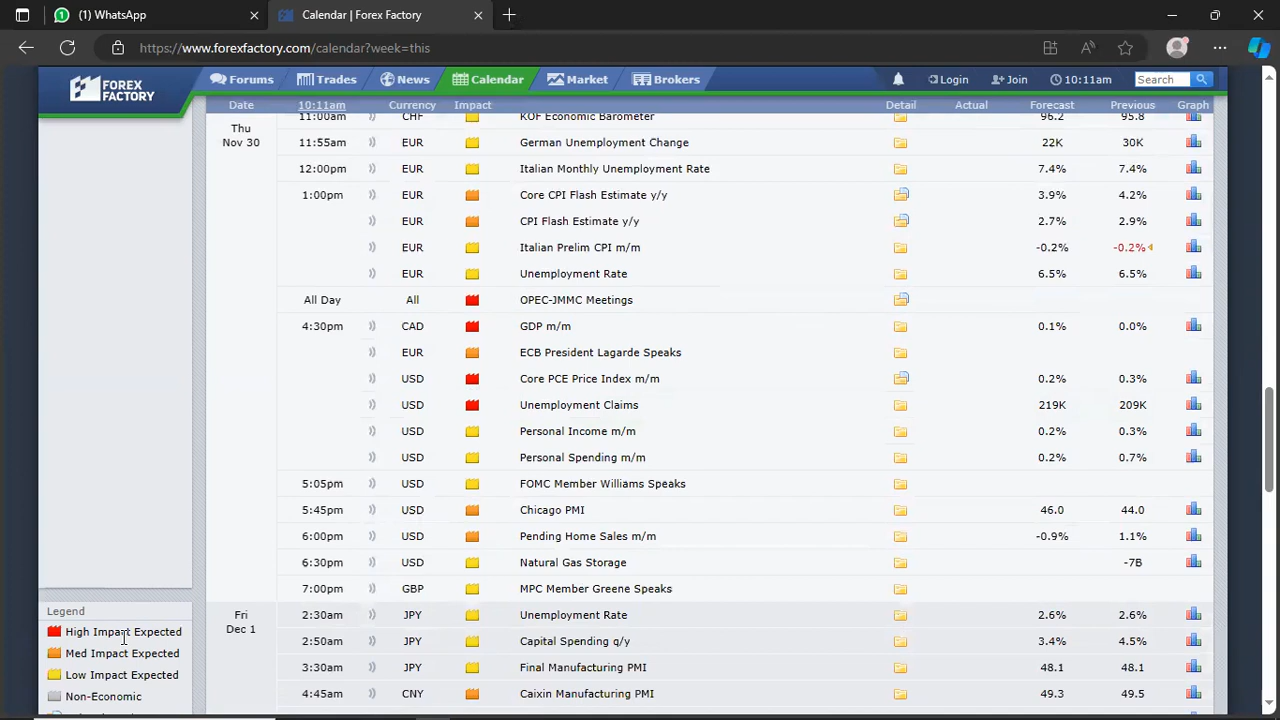 (1) WhatsApp
Calendar | Forex Factory
https://www.forexfactory.com/calendar?week=this
FOREX FACTORY
Forums Trades News Calendar Market Brokers Login Join 10:11am Search
Date 10:11am Currency Impact Detail Actual Forecast Previous Graph
11:00am CHF KOF Economic Barometer 96.2 95.8
Thu Nov 30
11:55am EUR German Unemployment Change 22K 30K
12:00pm EUR Italian Monthly Unemployment Rate 7.4% 7.4%
1:00pm EUR Core CPI Flash Estimate y/y 3.9% 4.2%
EUR CPI Flash Estimate y/y 2.7% 2.9%
EUR Italian Prelim CPI m/m -0.2% -0.2%
EUR Unemployment Rate 6.5% 6.5%
All Day All OPEC-JMMC Meetings
4:30pm CAD GDP m/m 0.1% 0.0%
EUR ECB President Lagarde Speaks
USD Core PCE Price Index m/m 0.2% 0.3%
USD Unemployment Claims 219K 209K
USD Personal Income m/m 0.2% 0.3%
USD Personal Spending m/m 0.2% 0.7%
5:05pm USD FOMC Member Williams Speaks
5:45pm USD Chicago PMI 46.0 44.0
6:00pm USD Pending Home Sales m/m -0.9% 1.1%
6:30pm USD Natural Gas Storage -7B
7:00pm GBP MPC Member Greene Speaks
Fri Dec 1
2:30am JPY Unemployment Rate 2.6% 2.6%
2:50am JPY Capital Spending q/y 3.4% 4.5%
3:30am JPY Final Manufacturing PMI 48.1 48.1
4:45am CNY Caixin Manufacturing PMI 49.3 49.5
Legend
High Impact Expected
Med Impact Expected
Low Impact Expected
Non-Economic